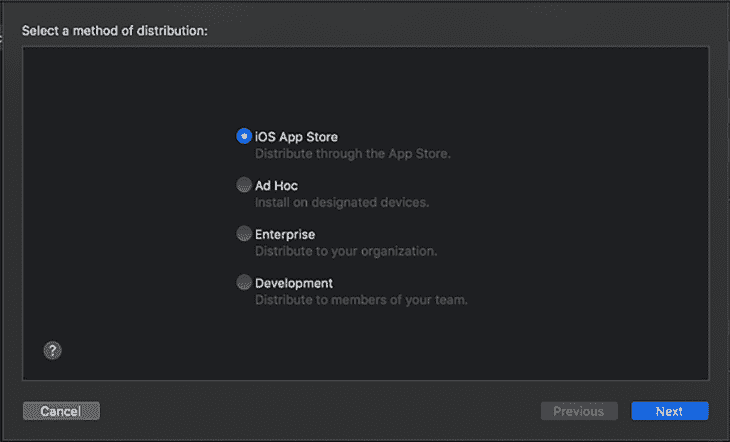 Select a method of distribution:
iOS App Store
Distribute through the App Store.
Ad Hoc
Install on designated devices.
Enterprise
Distribute to your organization.
Development
Distribute to members of your team.
?
Cancel
Previous
Next